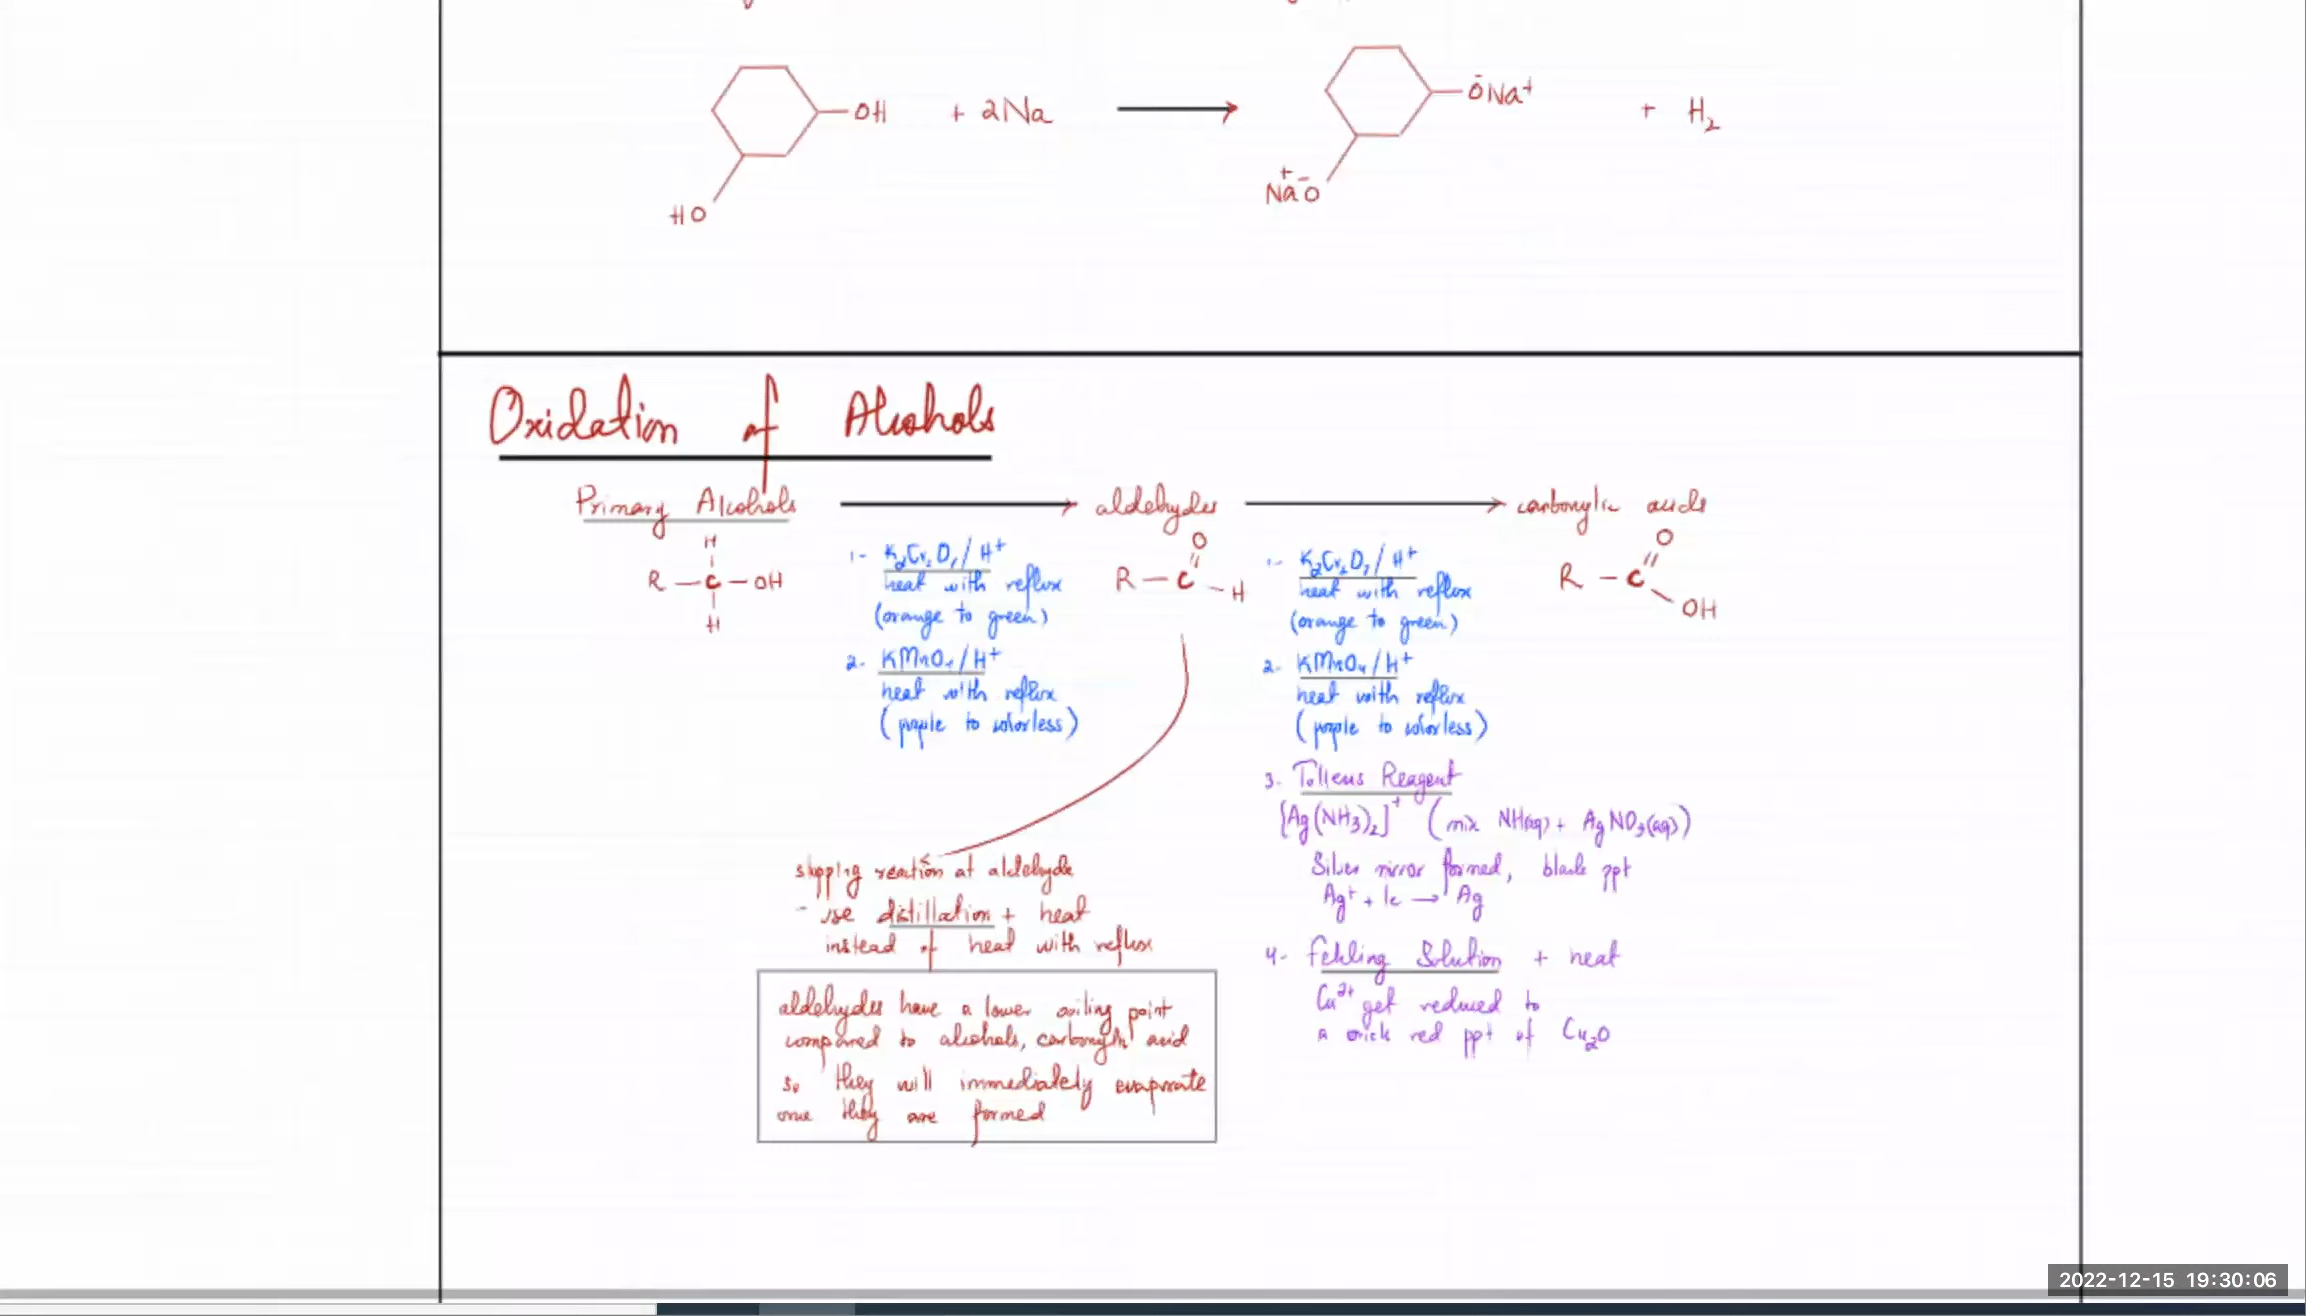 OH + 2Na → ŌNa⁺ + H₂
Na⁺ ⁻O
HO
Oxidation of Alcohols
Primary Alcohols → aldehydes → carboxylic acids
H
R — C — OH
H
O
R — C
H
O
R — C
OH
1- K₂Cr₂O₇ / H⁺
heat with reflux
(orange to green)
2- KMnO₄ / H⁺
heat with reflux
(purple to colorless)
1- K₂Cr₂O₇ / H⁺
heat with reflux
(orange to green)
2- KMnO₄ / H⁺
heat with reflux
(purple to colorless)
3- Tollens Reagent
[Ag(NH3)₂]⁺ (mix NH(aq) + AgNO₃(aq))
Silver mirror formed, black ppt
Ag⁺ + 1e → Ag
4- Fehling Solution + heat
Cu²⁺ get reduced to
a brick red ppt of Cu₂O
stopping reaction at aldehyde
- use distillation + heat
instead of heat with reflux
aldehydes have a lower boiling point
compared to alcohols, carboxylic acid
so they will immediately evaporate
once they are formed
2022-12-15 19:30:06